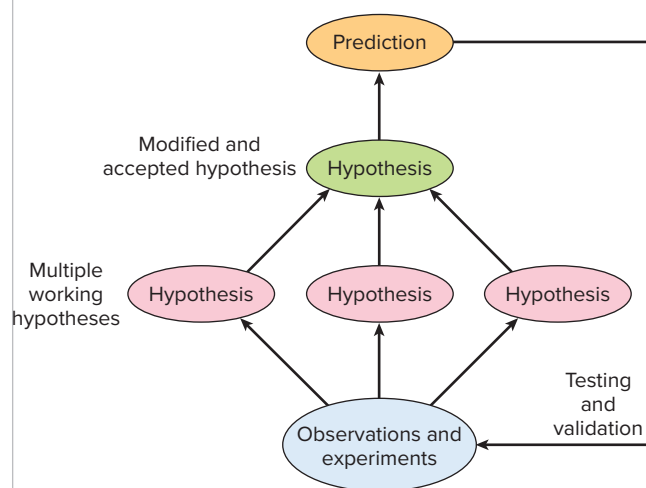 Prediction
Modified and
accepted hypothesis
Hypothesis
Multiple
working
hypotheses
Hypothesis
Hypothesis
Hypothesis
Testing
and
validation
Observations and
experiments